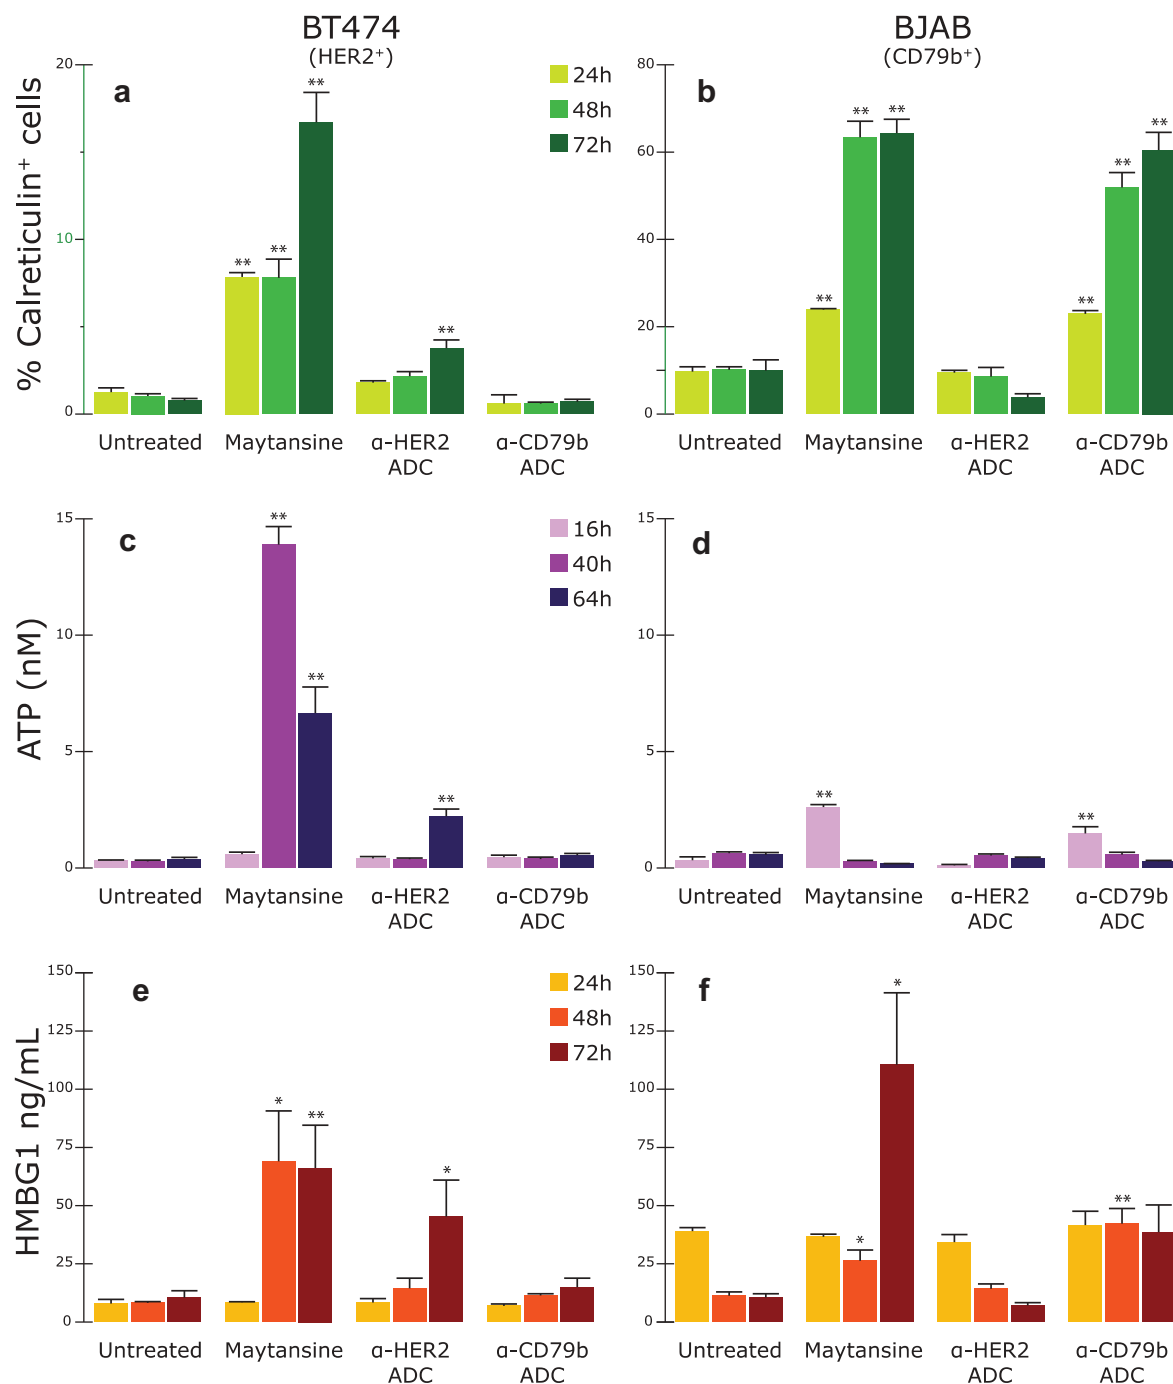 BT474
(HER2⁺)
BJAB
(CD79b⁺)
a
24h
48h
72h
b
% Calreticulin⁺ cells
20
10
0
** ** ** **
80
60
40
20
10
0
** ** ** ** ** **
Untreated Maytansine α-HER2 ADC α-CD79b ADC
Untreated Maytansine α-HER2 ADC α-CD79b ADC
c
16h
40h
64h
d
ATP (nM)
15
10
5
0
** ** **
15
10
5
0
** **
Untreated Maytansine α-HER2 ADC α-CD79b ADC
Untreated Maytansine α-HER2 ADC α-CD79b ADC
e
24h
48h
72h
f
HMBG1 ng/mL
150
125
100
75
50
25
0
* ** *
150
125
100
75
50
25
0
* * **
Untreated Maytansine α-HER2 ADC α-CD79b ADC
Untreated Maytansine α-HER2 ADC α-CD79b ADC